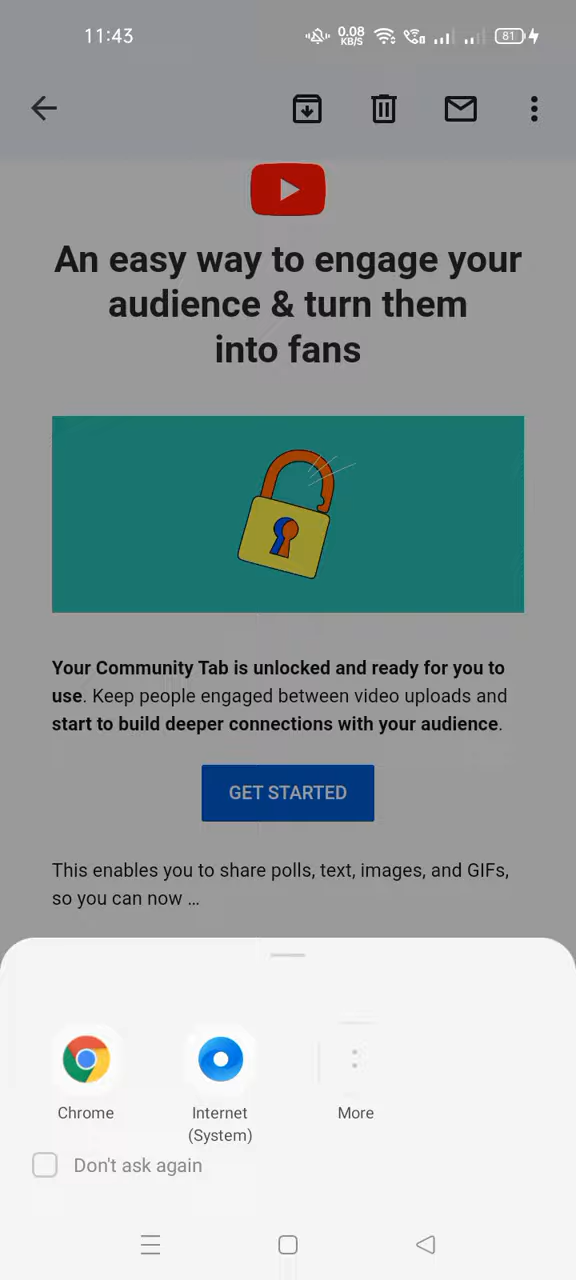 11:43
0.08
KB/S
81
An easy way to engage your
audience & turn them
into fans
Your Community Tab is unlocked and ready for you to
use. Keep people engaged between video uploads and
start to build deeper connections with your audience.
GET STARTED
This enables you to share polls, text, images, and GIFs,
so you can now ...
Chrome
Internet
(System)
More
Don't ask again